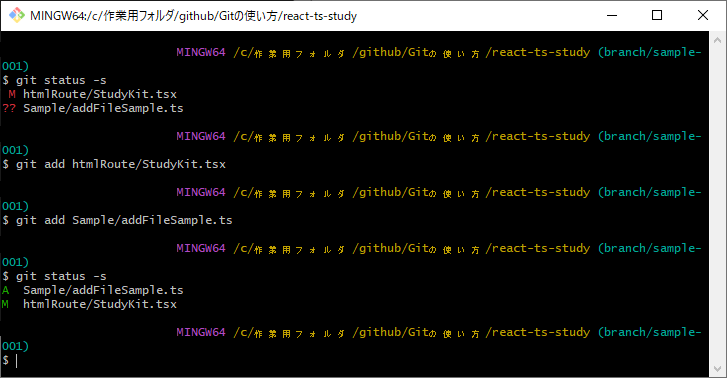 MINGW64:/c/作業用フォルダ/github/Gitの使い方/react-ts-study
MINGW64 /c/作業用フォルダ/github/Gitの使い方/react-ts-study (branch/sample-
001)
$ git status -s
 M htmlRoute/StudyKit.tsx
?? Sample/addFileSample.ts
MINGW64 /c/作業用フォルダ/github/Gitの使い方/react-ts-study (branch/sample-
001)
$ git add htmlRoute/StudyKit.tsx
MINGW64 /c/作業用フォルダ/github/Gitの使い方/react-ts-study (branch/sample-
001)
$ git add Sample/addFileSample.ts
MINGW64 /c/作業用フォルダ/github/Gitの使い方/react-ts-study (branch/sample-
001)
$ git status -s
A  Sample/addFileSample.ts
M  htmlRoute/StudyKit.tsx
MINGW64 /c/作業用フォルダ/github/Gitの使い方/react-ts-study (branch/sample-
001)
$